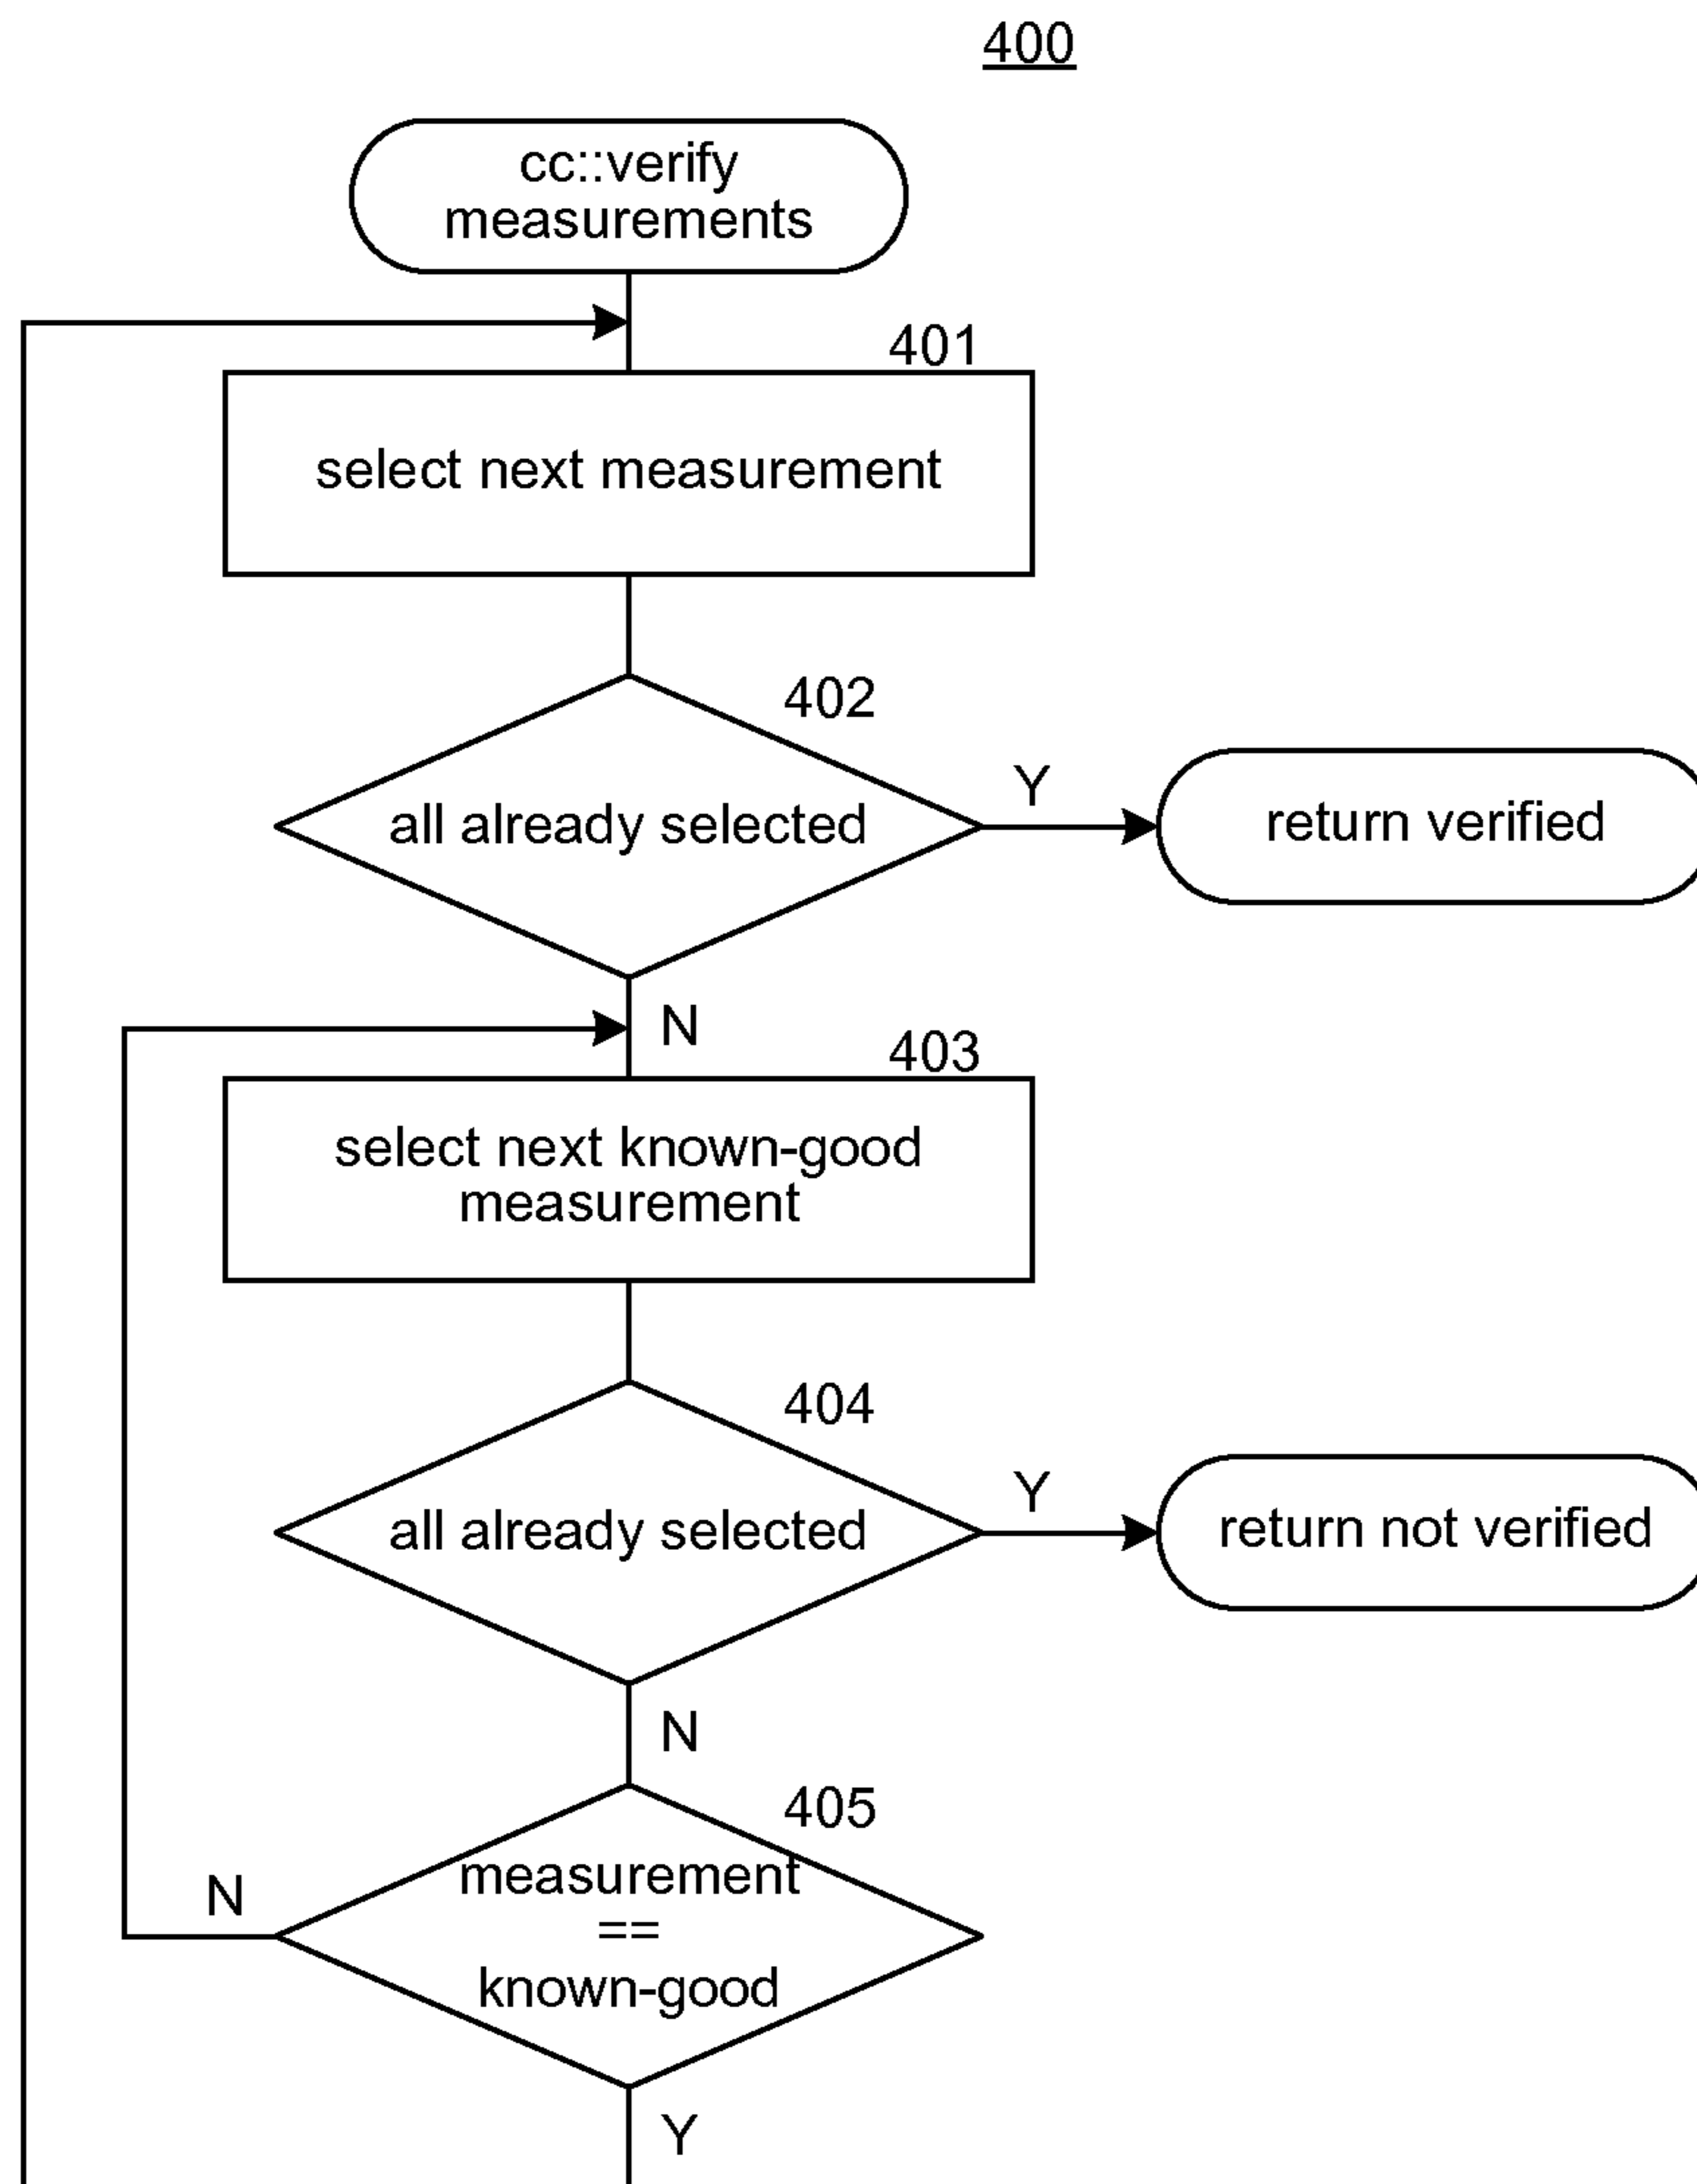 400
cc::verify
measurements
401
select next measurement
402
all already selected
Y
return verified
N
403
select next known-good
measurement
404
all already selected
Y
return not verified
N
405
measurement
==
known-good
N
Y